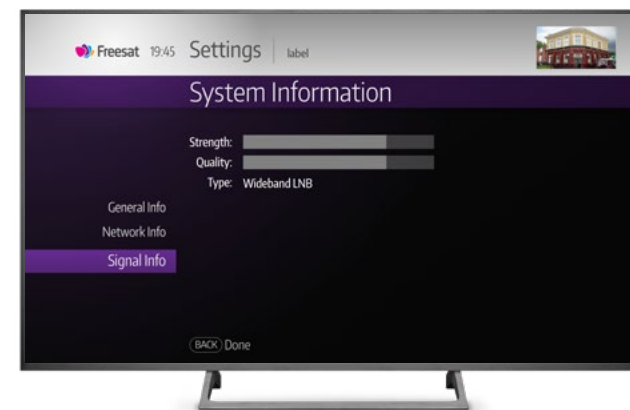 Freesat 19:45 Settings label
System Information
Strength:
Quality:
Type: Wideband LNB
General Info
Network Info
Signal Info
BACK Done